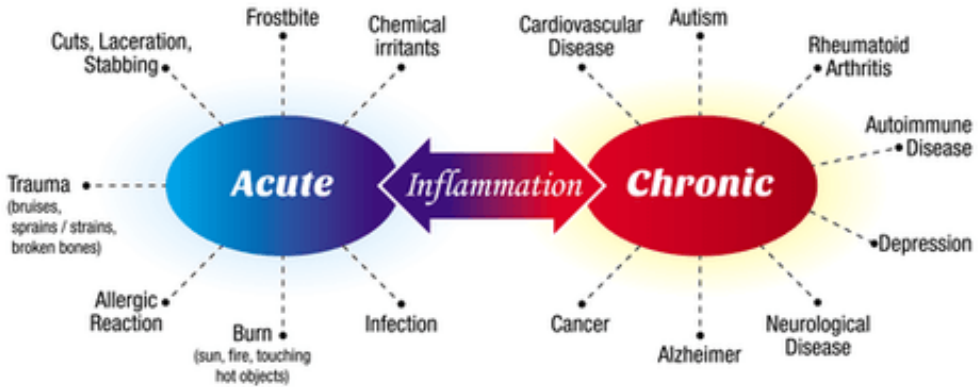 Frostbite
Cuts, Laceration,
Stabbing
Chemical
irritants
Trauma
(bruises,
sprains / strains,
broken bones)
Acute
Allergic
Reaction
Burn
(sun, fire, touching
hot objects)
Infection
Inflammation
Cardiovascular
Disease
Autism
Rheumatoid
Arthritis
Autoimmune
Disease
Chronic
Depression
Cancer
Alzheimer
Neurological
Disease